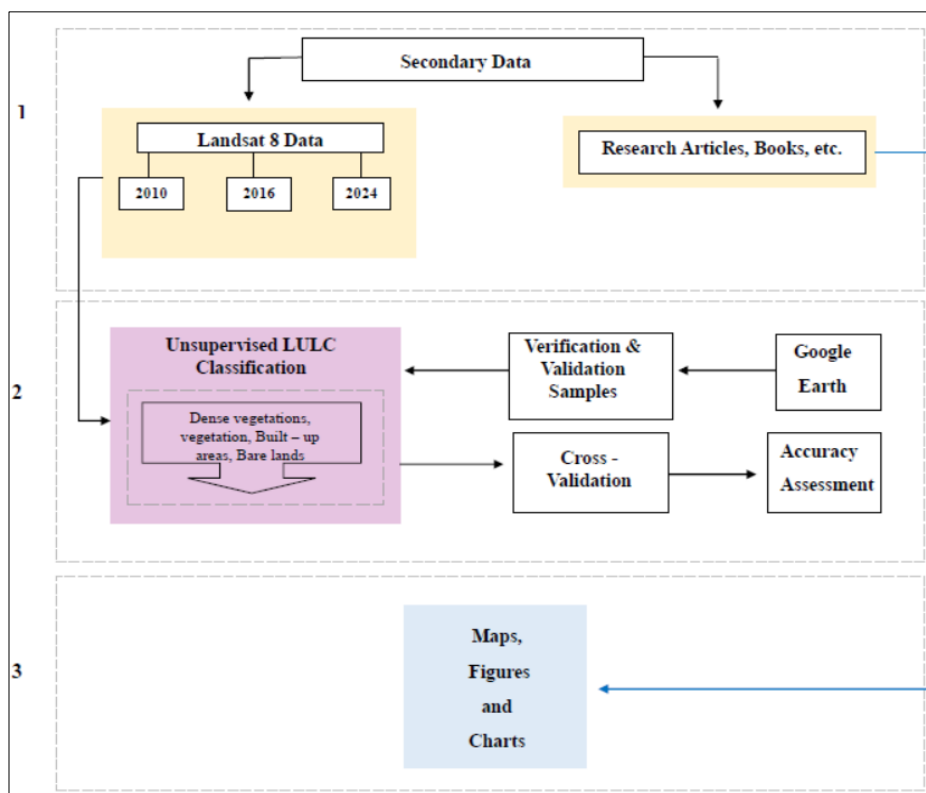 1
Secondary Data
Landsat 8 Data
2010
2016
2024
Research Articles, Books, etc.
2
Unsupervised LULC
Classification
Dense vegetations,
vegetation, Built – up
areas, Bare lands
Verification &
Validation
Samples
Google
Earth
Cross -
Validation
Accuracy
Assessment
3
Maps,
Figures
and
Charts